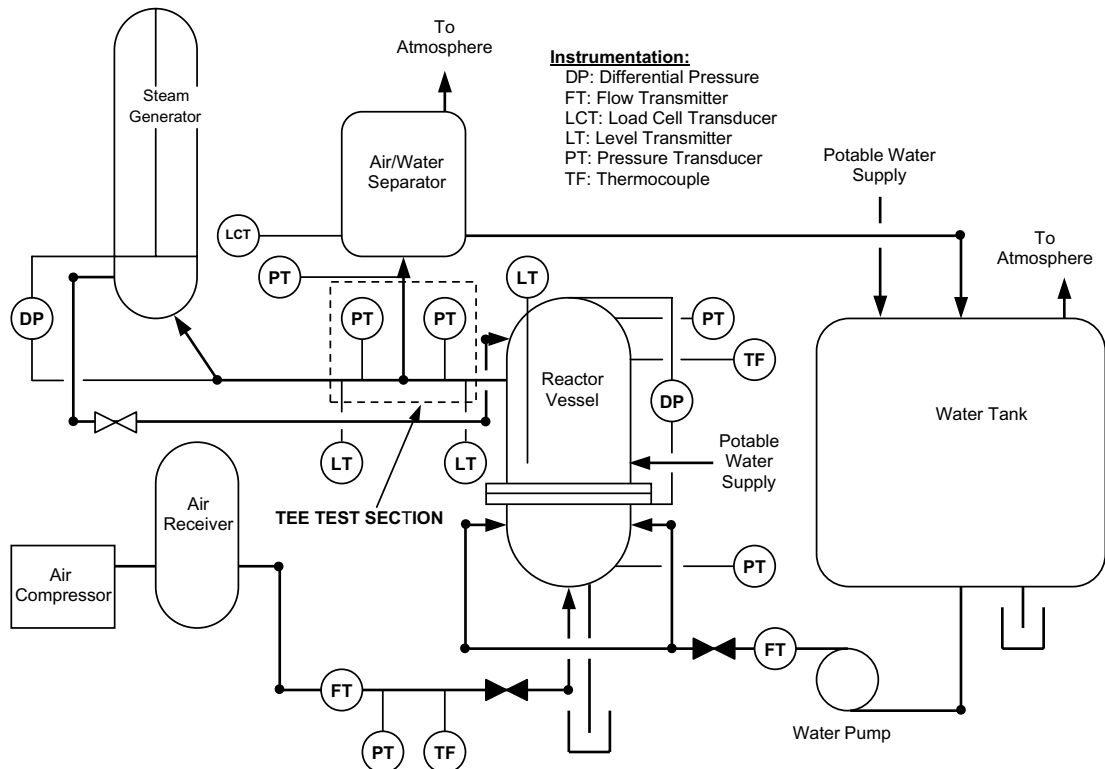 To
Atmosphere
Instrumentation:
DP: Differential Pressure
FT: Flow Transmitter
LCT: Load Cell Transducer
LT: Level Transmitter
PT: Pressure Transducer
TF: Thermocouple
Steam
Generator
Air/Water
Separator
Potable Water
Supply
To
Atmosphere
LCT
PT
LT
DP
PT
PT
PT
TF
Reactor
Vessel
DP
Water Tank
LT
LT
Potable
Water
Supply
Air
Receiver
TEE TEST SECTION
Air
Compressor
PT
FT
FT
PT
TF
Water Pump